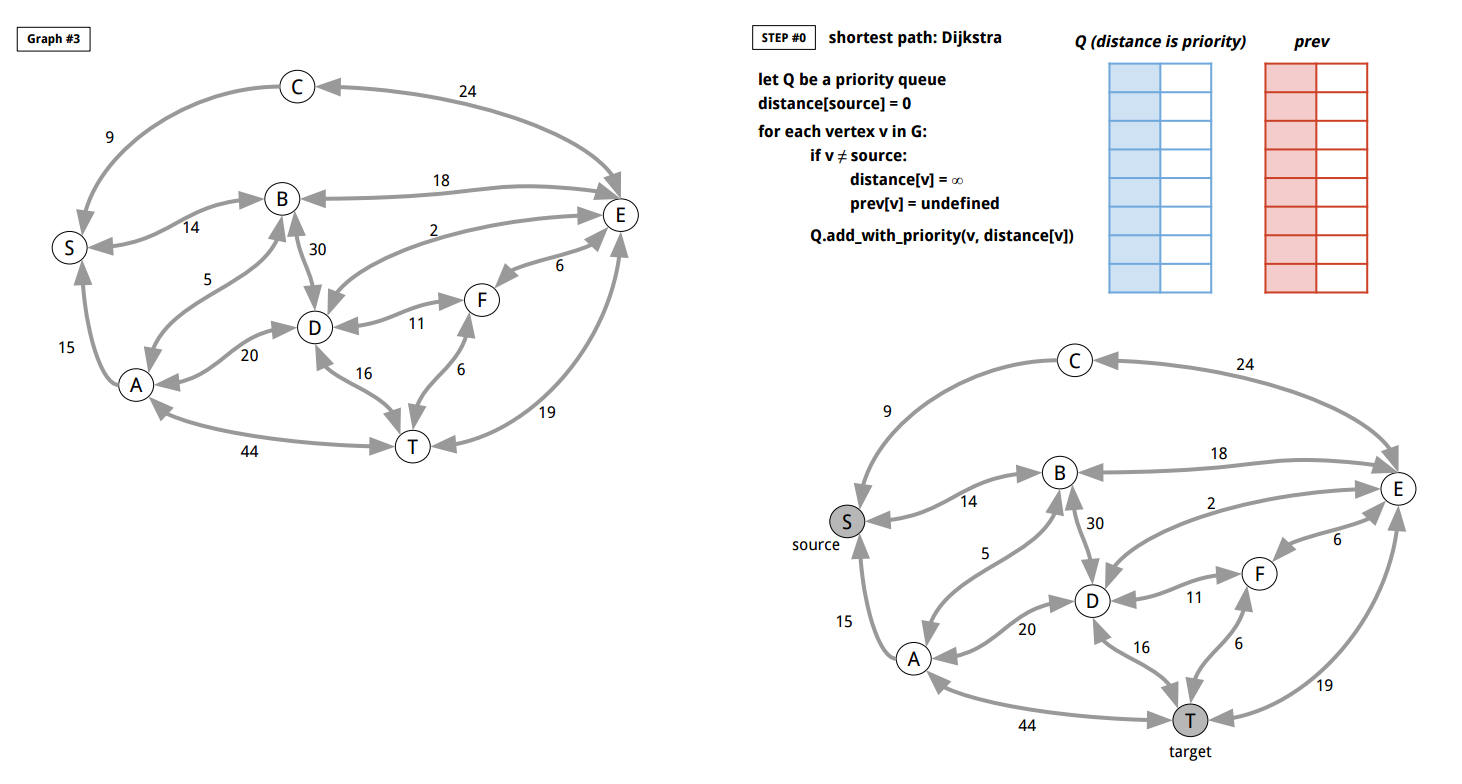 Graph #3
C
24
9
18
B
E
14
2
S
30
5
6
F
D
11
15
20
16
6
A
19
T
44
STEP #0 shortest path: Dijkstra
let Q be a priority queue
distance[source] = 0
for each vertex v in G:
if v ≠ source:
distance[v] = ∞
prev[v] = undefined
Q.add_with_priority(v, distance[v])
Q (distance is priority)
prev
C
24
9
18
B
E
14
2
S
source
30
5
6
F
D
11
15
20
16
6
A
19
T
44
target